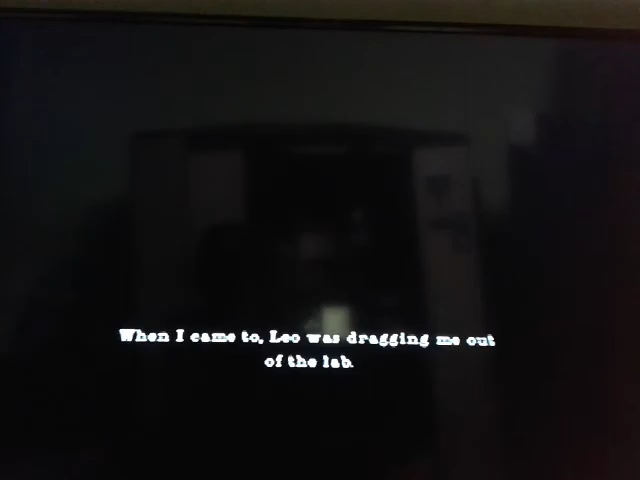 When I came to, Leo was dragging me out
of the lab.